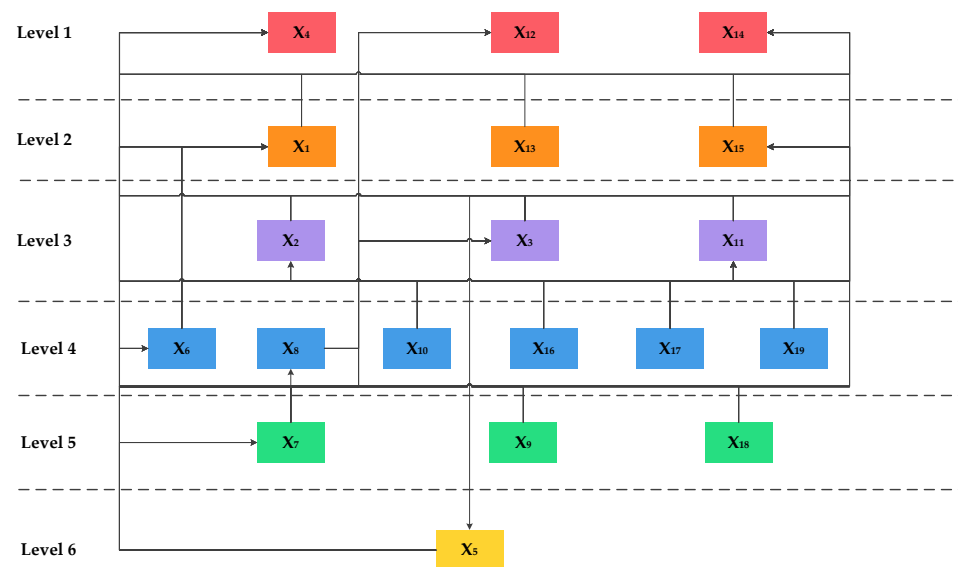 Level 1 X4 X12 X14
Level 2 X1 X13 X15
Level 3 X2 X3 X11
Level 4 X6 X8 X10 X16 X17 X19
Level 5 X7 X9 X18
Level 6 X5